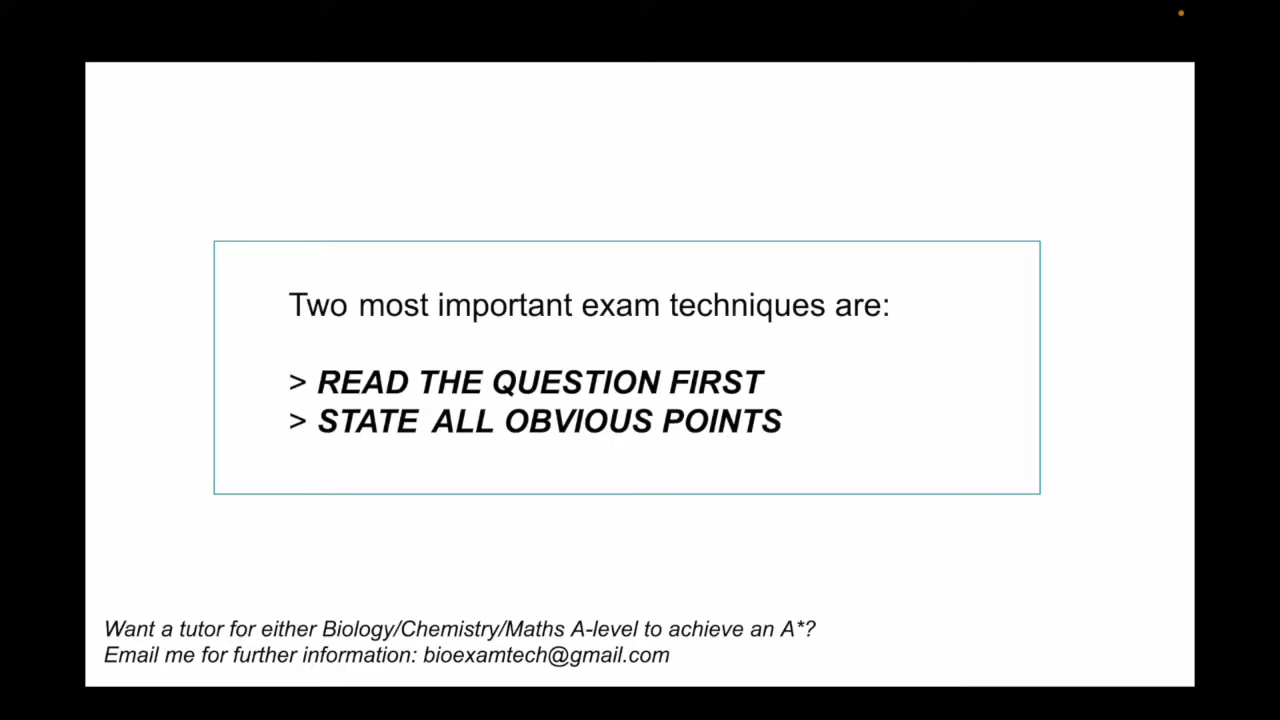 Two most important exam techniques are:
> READ THE QUESTION FIRST
> STATE ALL OBVIOUS POINTS
Want a tutor for either Biology/Chemistry/Maths A-level to achieve an A*?
Email me for further information: bioexamtech@gmail.com